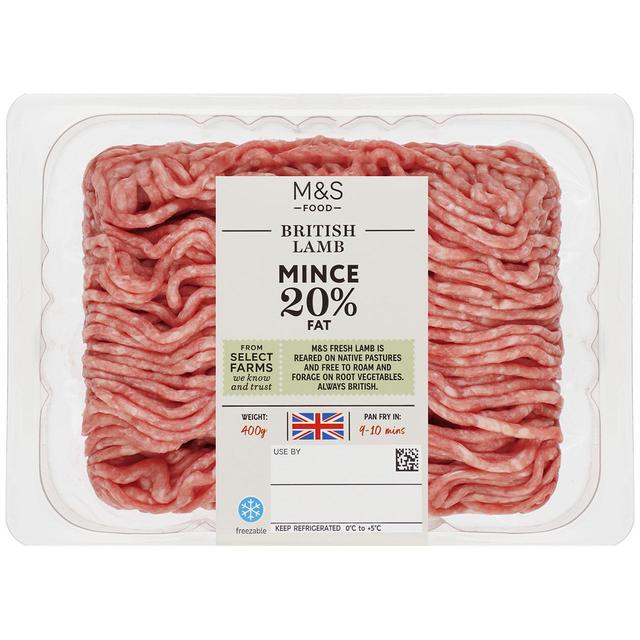 M&S
FOOD
BRITISH
LAMB
MINCE
20%
FAT
FROM
SELECT
FARMS
we know
and trust
M&S FRESH LAMB IS
REARED ON NATIVE PASTURES
AND FREE TO ROAM AND
FORAGE ON ROOT VEGETABLES.
ALWAYS BRITISH.
WEIGHT:
400g
PAN FRY IN:
9-10 mins
USE BY
freezable
KEEP REFRIGERATED 0°C to +5°C